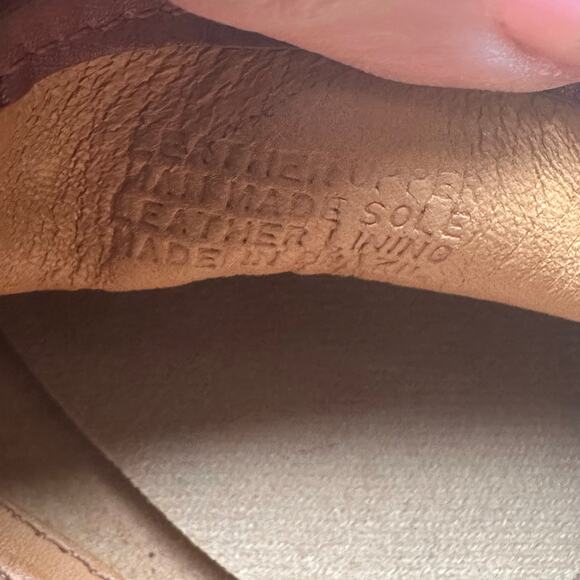 LEATHER UPPER
MAN MADE SOLE
LEATHER LINING
MADE IN BRAZIL